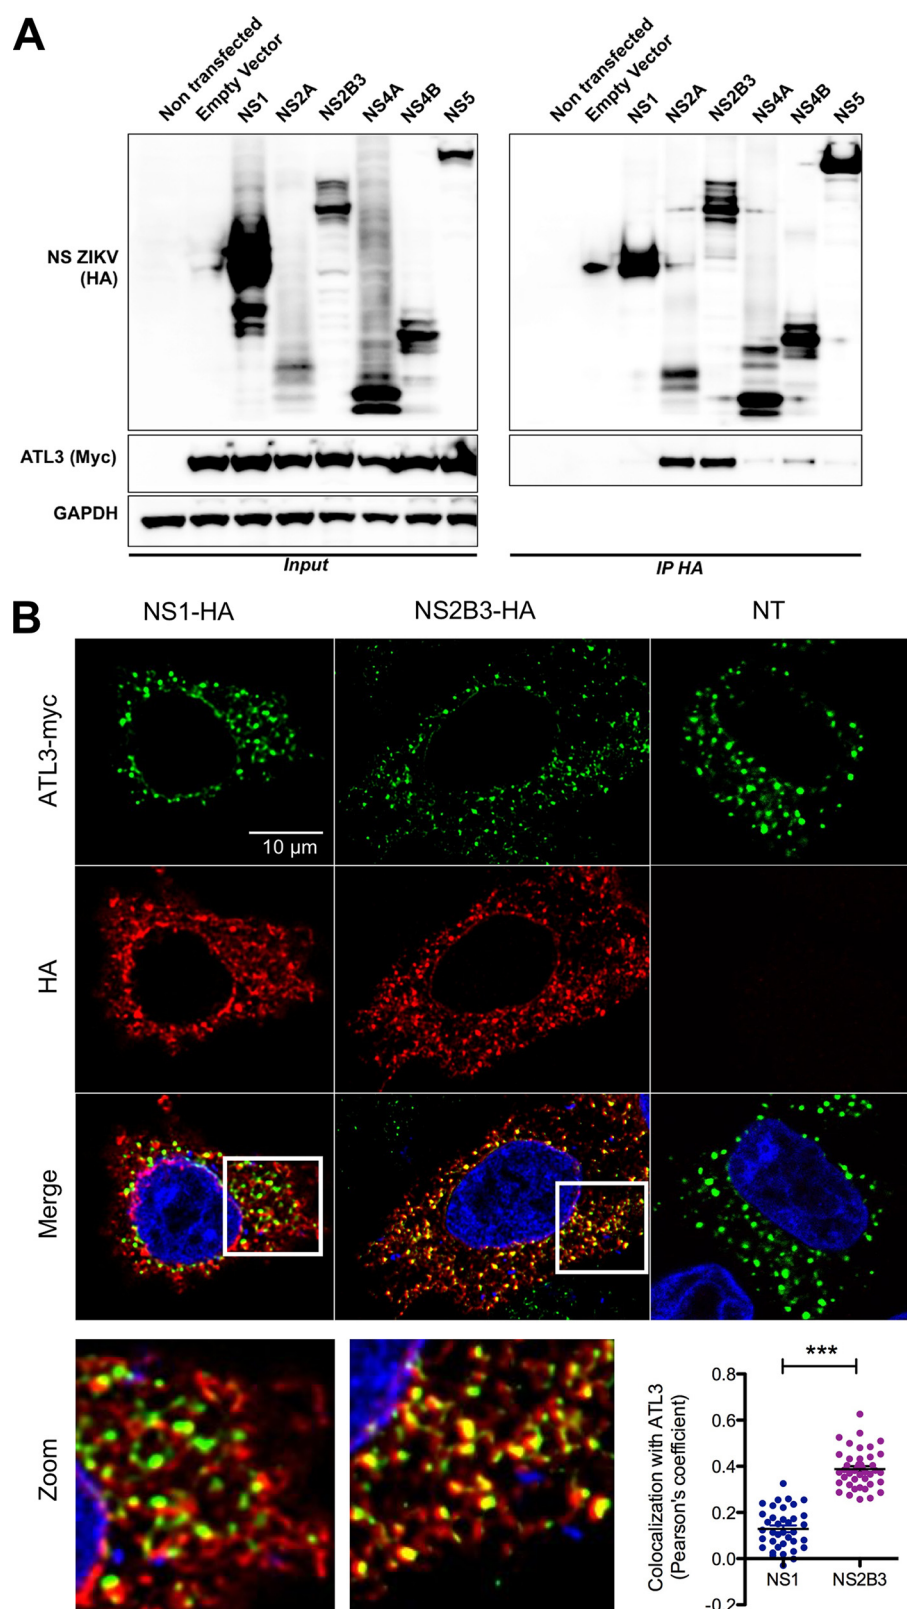 A
Non transfected
Empty Vector
NS1
NS2A
NS2B3
NS4A
NS4B
NS5
Non transfected
Empty Vector
NS1
NS2A
NS2B3
NS4A
NS4B
NS5
NS ZIKV
(HA)
ATL3 (Myc)
GAPDH
Input
IP HA
B
NS1-HA
NS2B3-HA
NT
ATL3-myc
10 µm
HA
Merge
Zoom
Colocalization with ATL3
(Pearson's coefficient)
***
0.8
0.6
0.4
0.2
0.0
-0.2
NS1
NS2B3